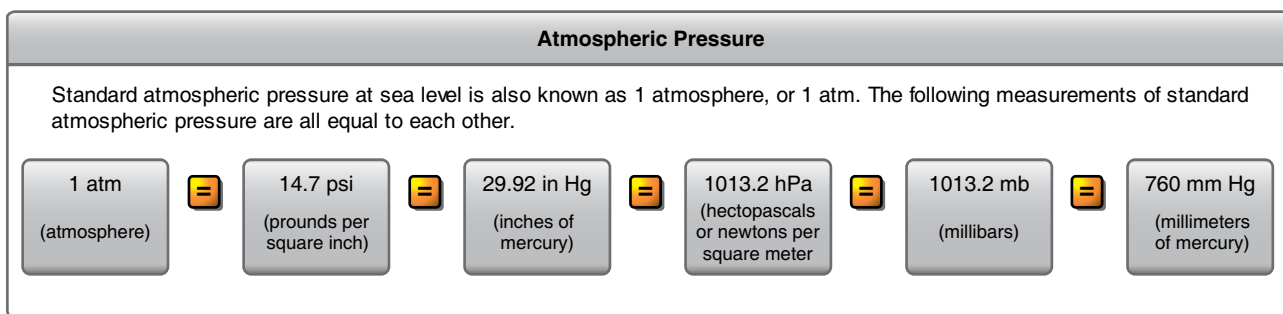 Atmospheric Pressure
Standard atmospheric pressure at sea level is also known as 1 atmosphere, or 1 atm. The following measurements of standard
atmospheric pressure are all equal to each other.
1 atm
(atmosphere)
=
14.7 psi
(prounds per
square inch)
=
29.92 in Hg
(inches of
mercury)
=
1013.2 hPa
(hectopascals
or newtons per
square meter
=
1013.2 mb
(millibars)
=
760 mm Hg
(millimeters
of mercury)